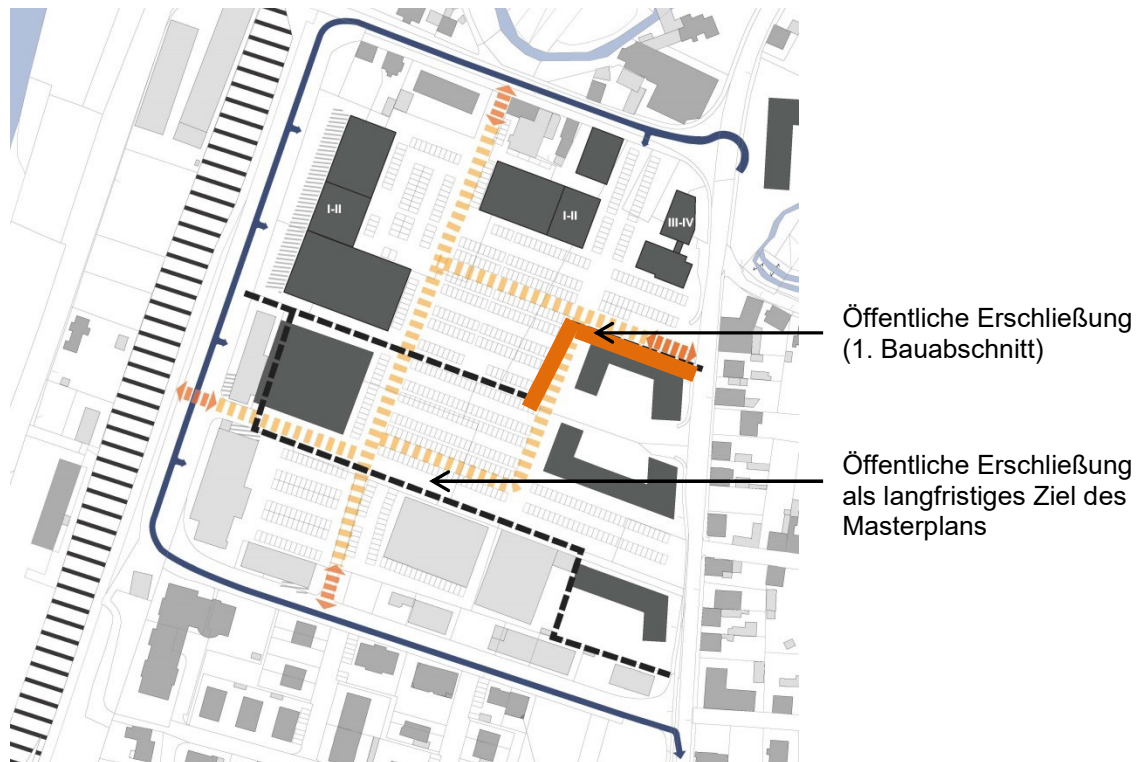 I-II
I-II
III-IV
Öffentliche Erschließung
(1. Bauabschnitt)
Öffentliche Erschließung
als langfristiges Ziel des
Masterplans